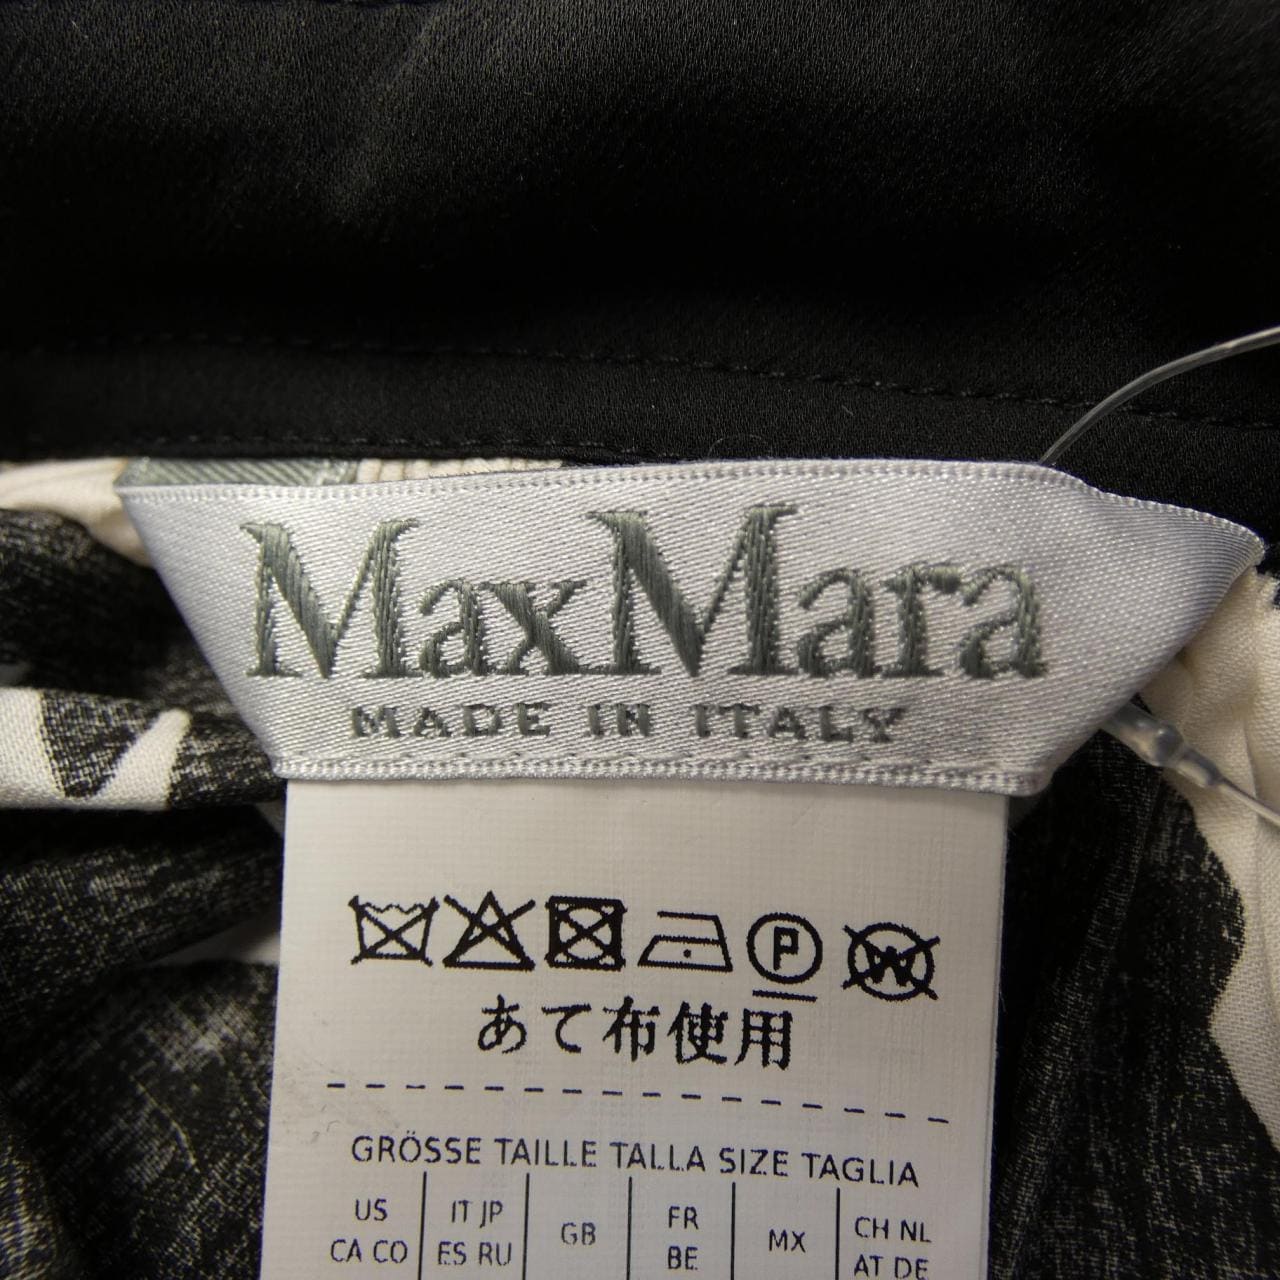 MaxMara
MADE IN ITALY
P W
あて布使用
GRÖSSE TAILLE TALLA SIZE TAGLIA
US IT JP GB FR MX CH NL
CA CO ES RU BE AT DE